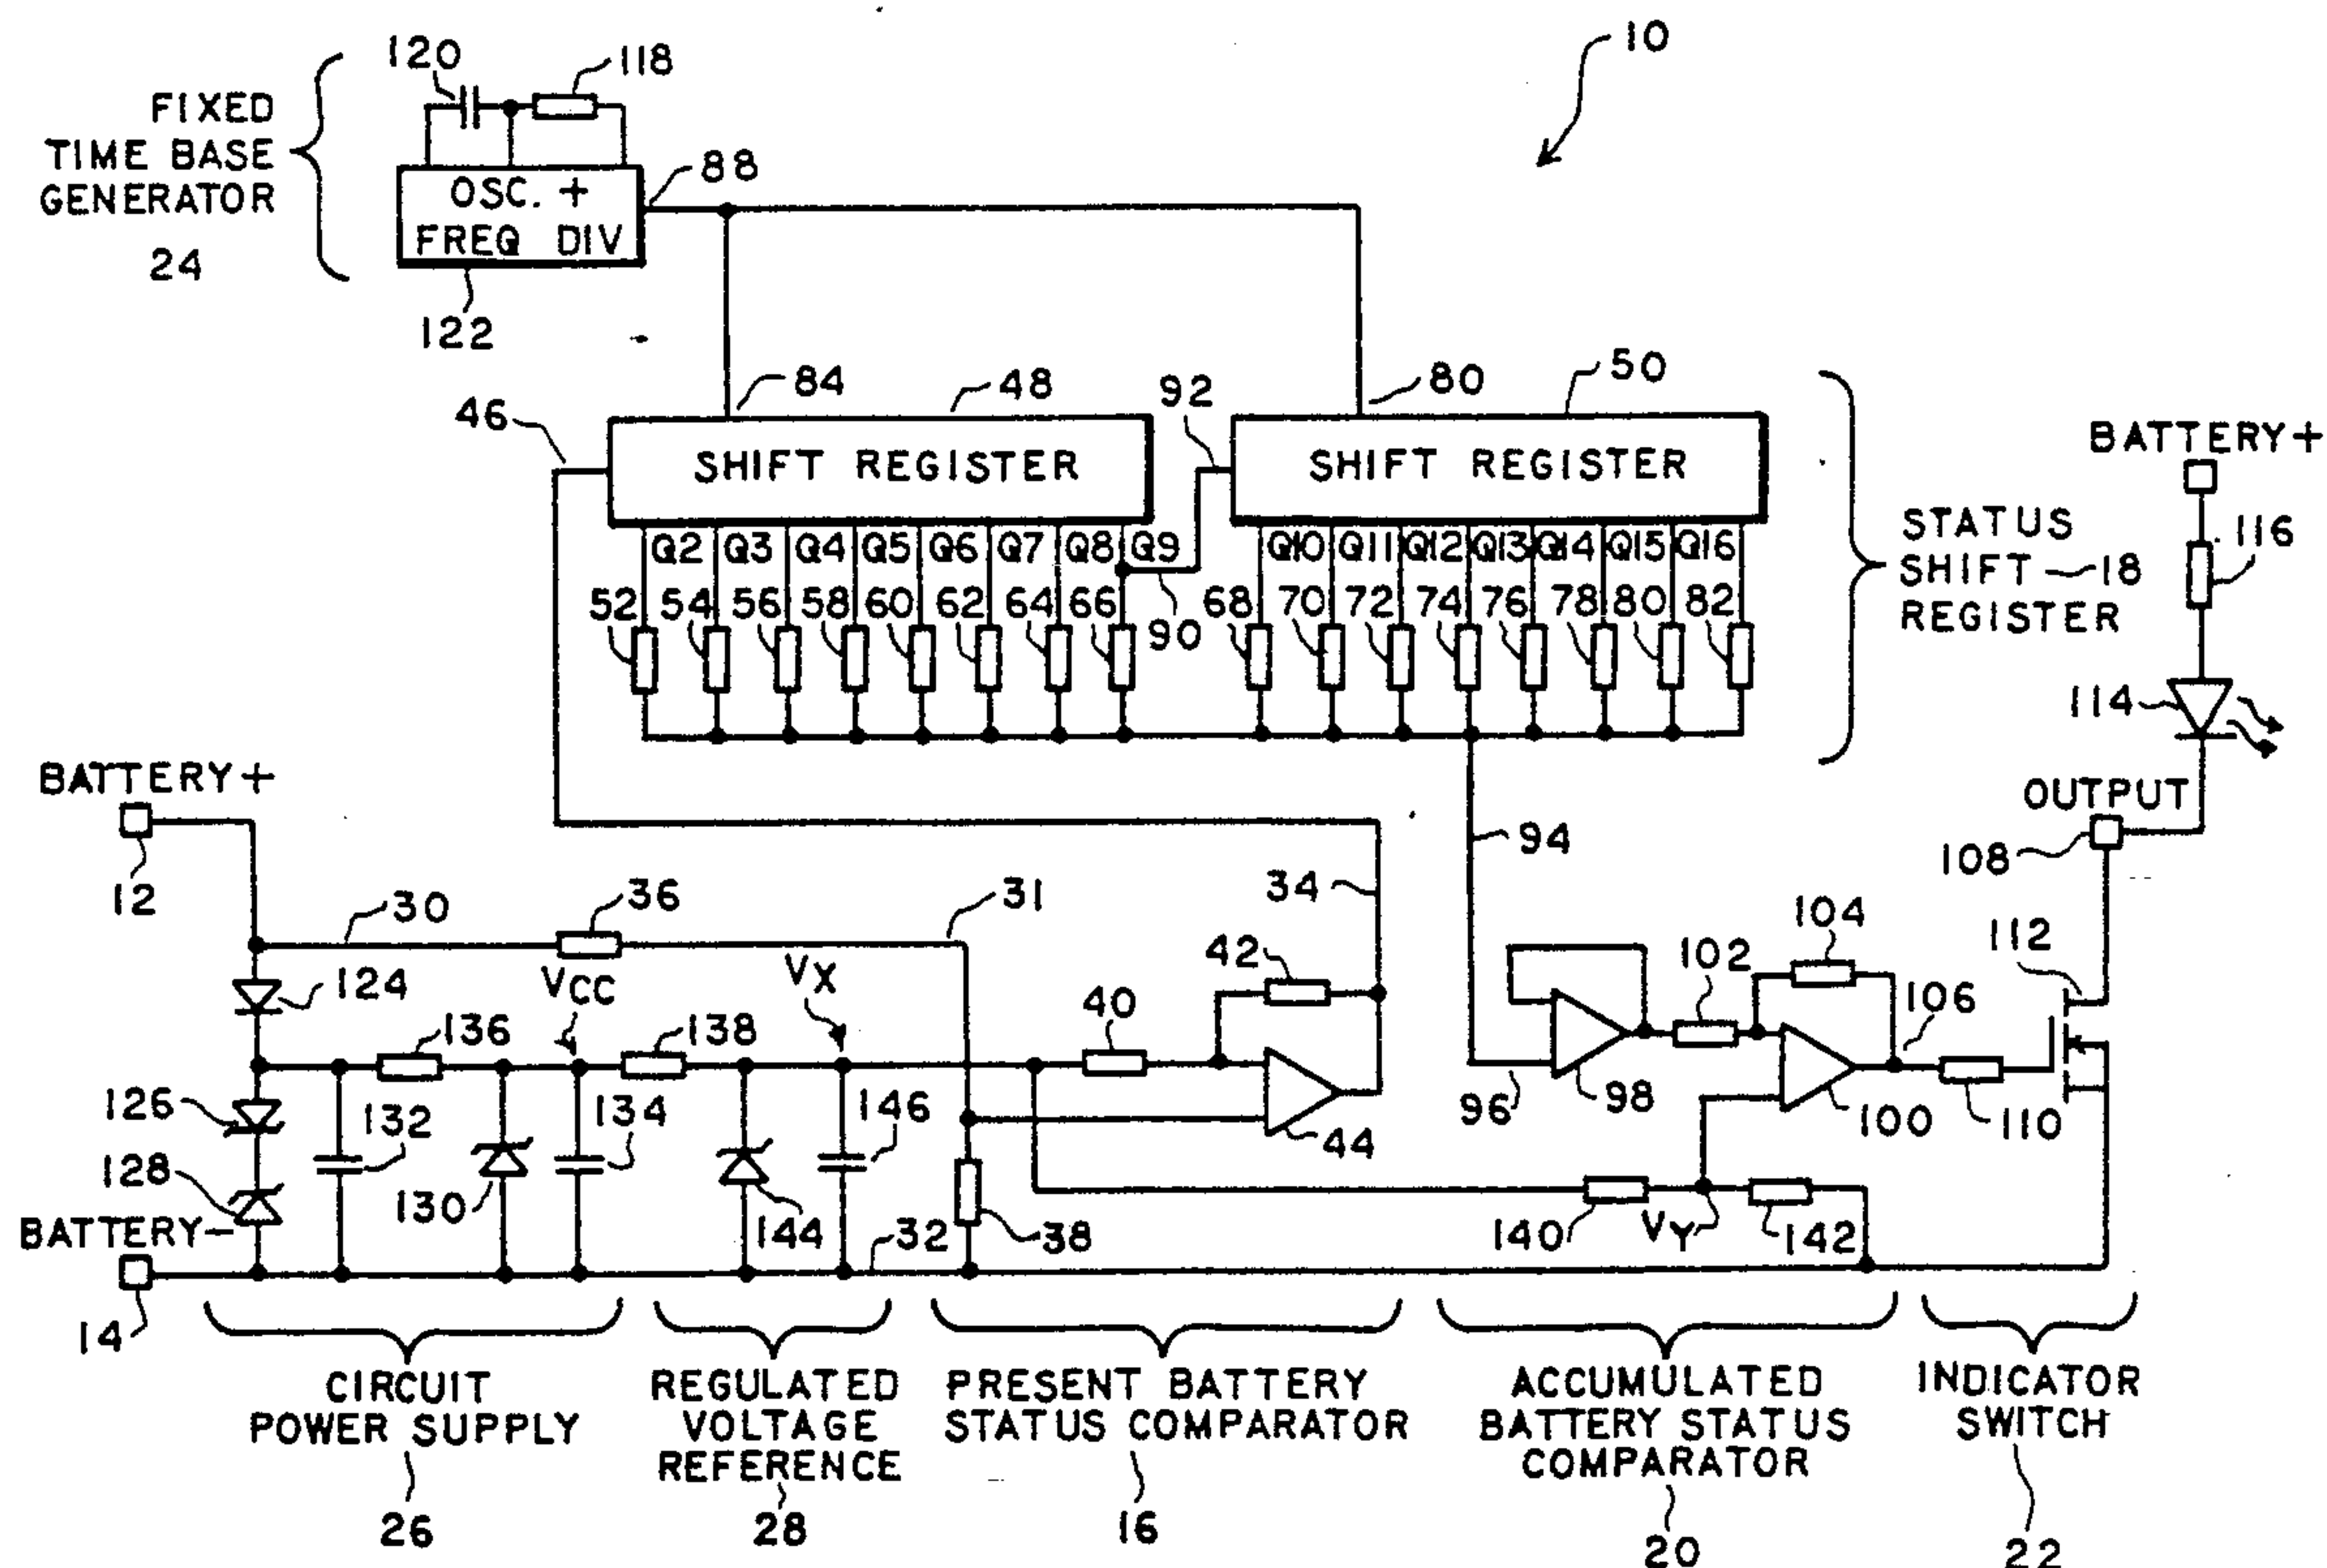 10
120
118
FIXED
TIME BASE
GENERATOR
24
OSC. +
FREQ DIV
88
122
46
84
48
92
80
50
SHIFT REGISTER
SHIFT REGISTER
Q2 Q3 Q4 Q5 Q6 Q7 Q8 Q9
Q10 Q11 Q12 Q13 Q14 Q15 Q16
52 54 56 58 60 62 64 66
90
68 70 72 74 76 78 80 82
STATUS
SHIFT 18
REGISTER
BATTERY+
116
114
OUTPUT
108
BATTERY+
12
30
36
31
34
94
124
VCC
VX
42
40
102
104
106
112
136
138
126
132
134
146
128
130
144
44
96
98
100
110
BATTERY-
14
32
38
140
VY
142
CIRCUIT
POWER SUPPLY
26
REGULATED
VOLTAGE
REFERENCE
28
PRESENT BATTERY
STATUS COMPARATOR
16
ACCUMULATED
BATTERY STATUS
COMPARATOR
20
INDICATOR
SWITCH
22